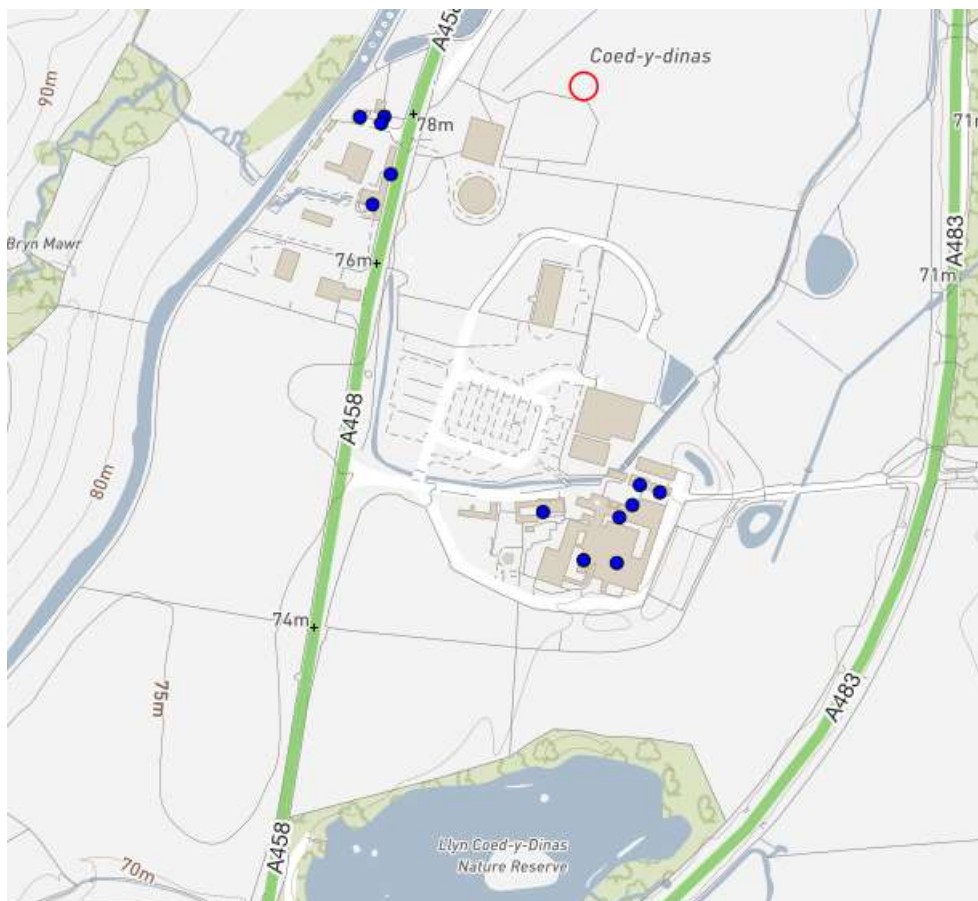 A458
Coed-y-dinas
90m
78m
71m
Bryn Mawr
76m
A483
71m
A458
80m
74m
75m
A483
Llyn Coed-y-Dinas
Nature Reserve
A458
70m